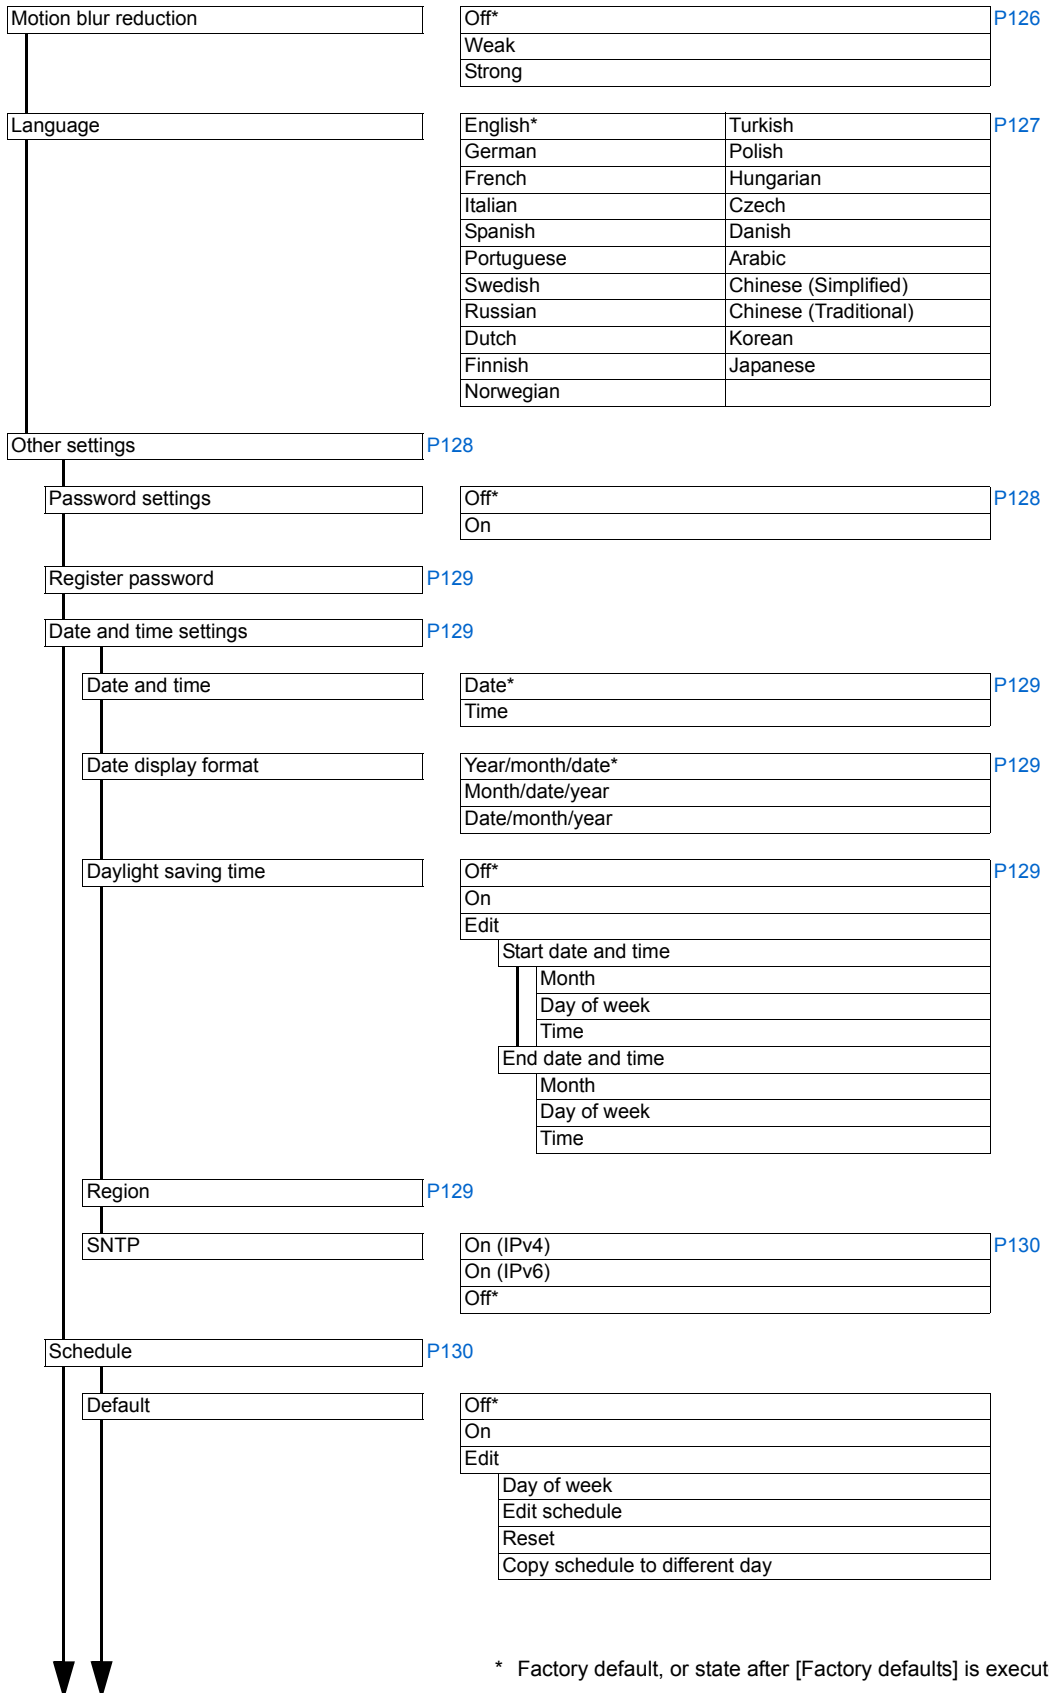 Motion blur reduction Off* P126
Weak
Strong
Language English* Turkish P127
German Polish
French Hungarian
Italian Czech
Spanish Danish
Portuguese Arabic
Swedish Chinese (Simplified)
Russian Chinese (Traditional)
Dutch Korean
Finnish Japanese
Norwegian
Other settings P128
Password settings Off* P128
On
Register password P129
Date and time settings P129
Date and time Date* P129
Time
Date display format Year/month/date* P129
Month/date/year
Date/month/year
Daylight saving time Off* P129
On
Edit
Start date and time
Month
Day of week
Time
End date and time
Month
Day of week
Time
Region P129
SNTP On (IPv4) P130
On (IPv6)
Off*
Schedule P130
Default Off*
On
Edit
Day of week
Edit schedule
Reset
Copy schedule to different day
* Factory default, or state after [Factory defaults] is execut